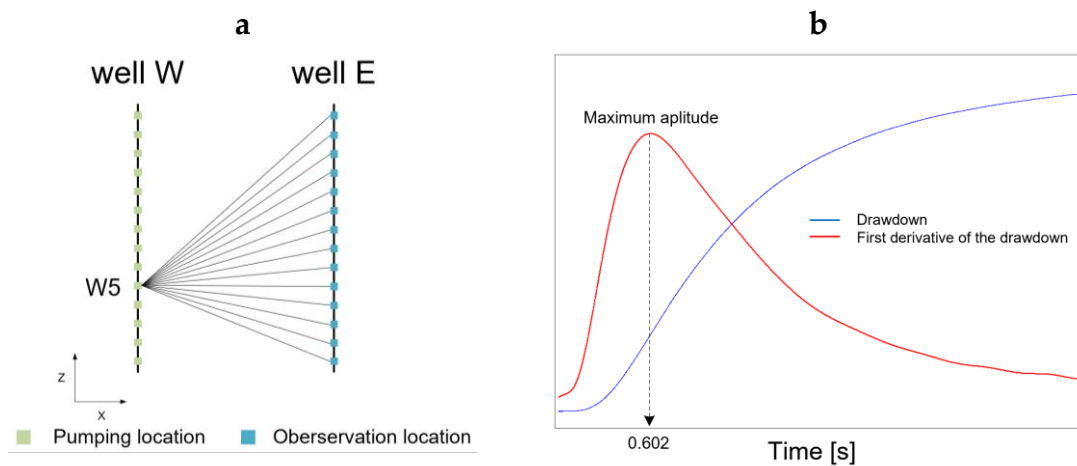 a
well W
well E
W5
z
x
Pumping location
Oberservation location
b
Maximum aplitude
Drawdown
First derivative of the drawdown
0.602
Time [s]